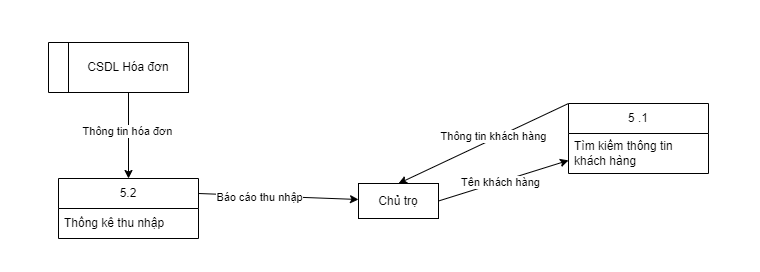 CSDL Hóa đơn
Thông tin hóa đơn
5.2
Thống kê thu nhập
Báo cáo thu nhập
Chủ trọ
Thông tin khách hàng
Tên khách hàng
5 .1
Tìm kiếm thông tin
khách hàng